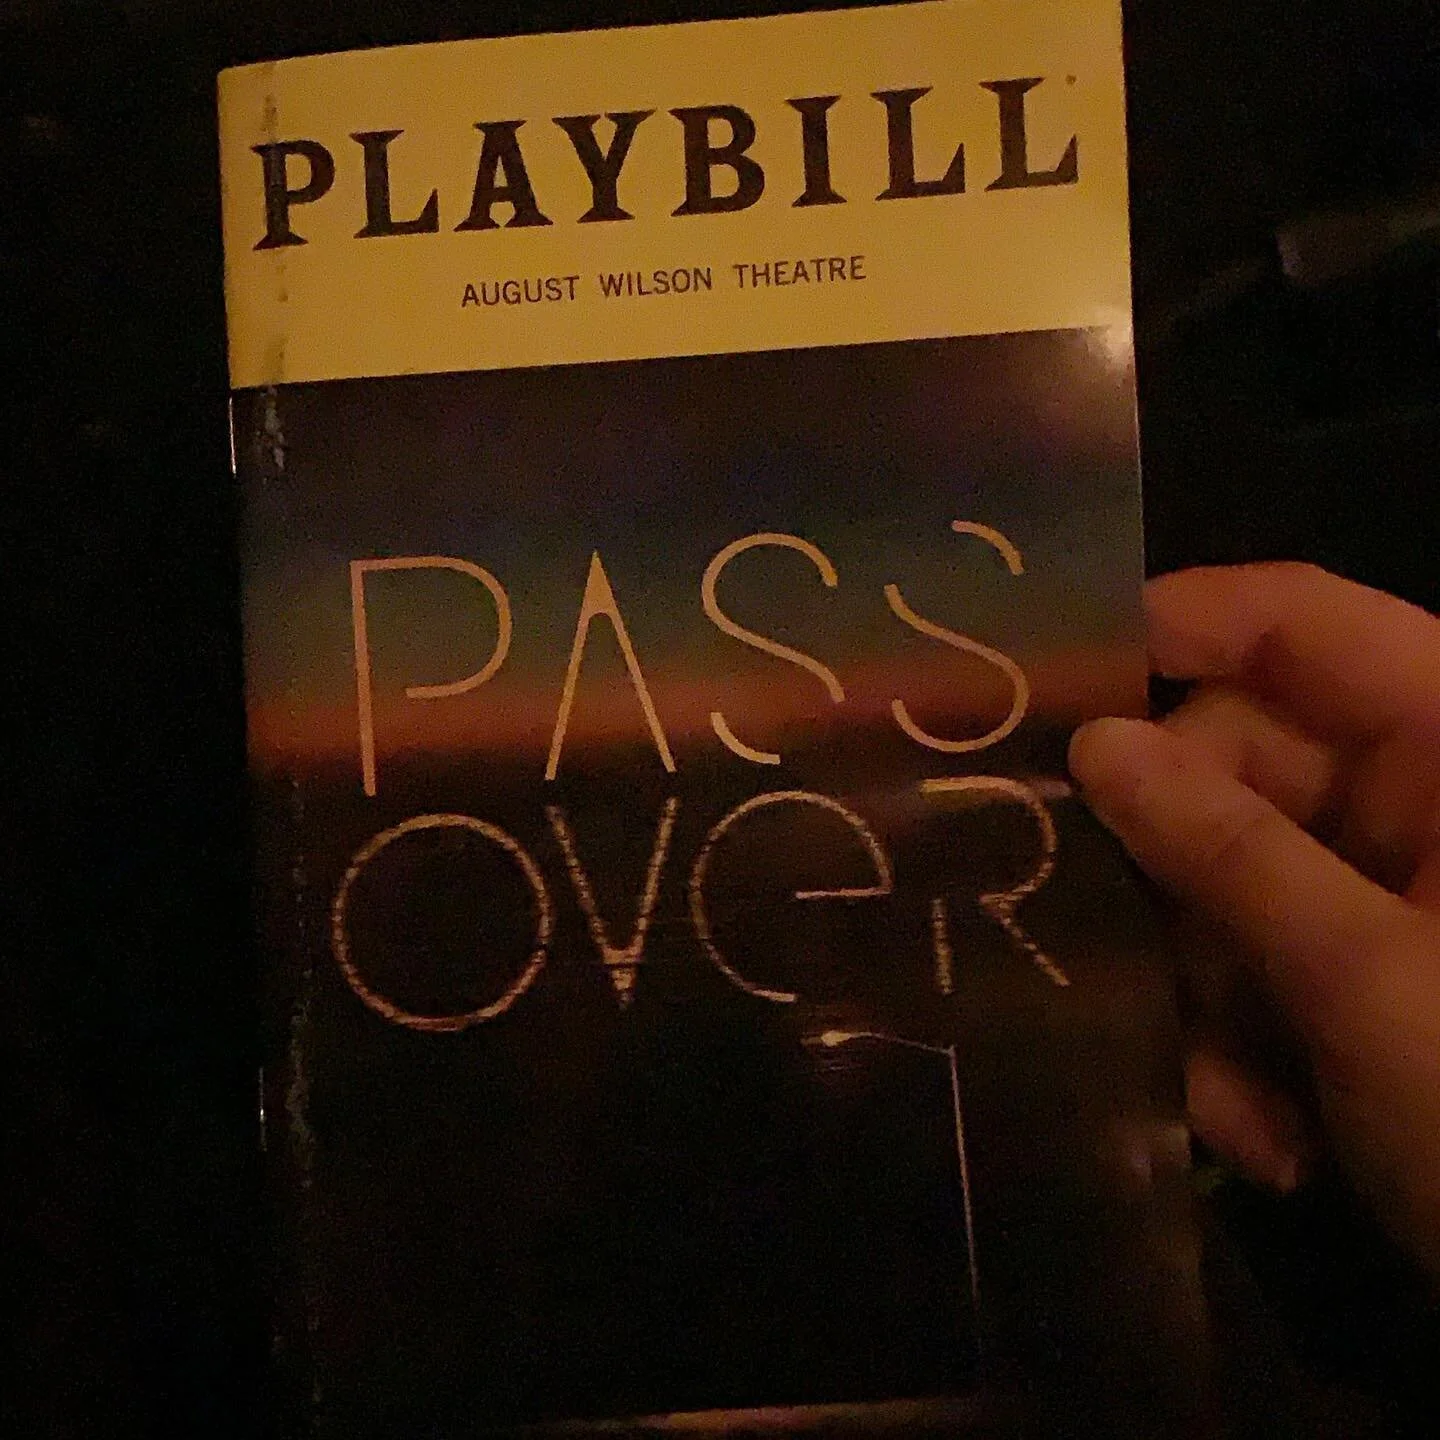 PLAYBILL
AUGUST WILSON THEATRE
PASS
OVeR